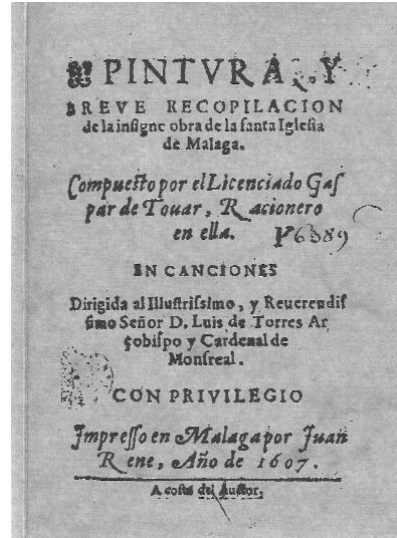 PINTVRA, Y
BREVE RECOPILACION
de la insigne obra de la santa Iglesia
de Malaga.
Compuesto por el Licenciado Gas
par de Touar, Racionero
en ella.
EN CANCIONES
Dirigida al Illustrissimo, y Reuerendis
simo Señor D. Luis de Torres Ar
çobispo y Cardenal de
Monsreal.
CON PRIVILEGIO
Impresso en Malaga por Juan
Rene, Año de 1607.
A costa del Auctor.